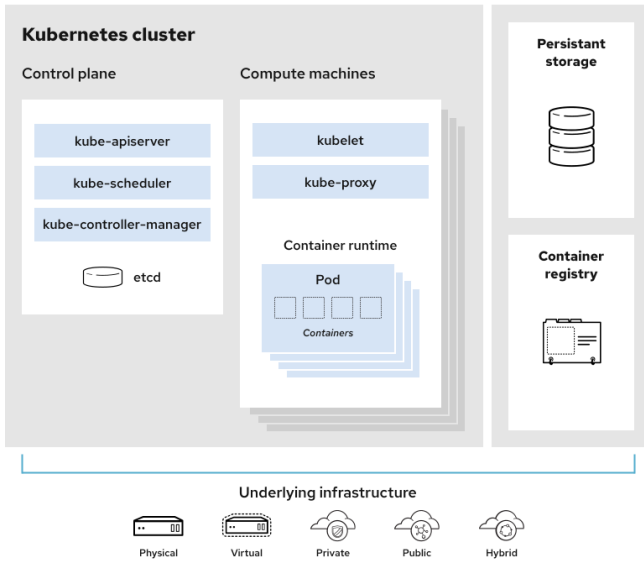 Kubernetes cluster
Control plane
kube-apiserver
kube-scheduler
kube-controller-manager
etcd
Compute machines
kubelet
kube-proxy
Container runtime
Pod
Containers
Persistant
storage
Container
registry
Underlying infrastructure
Physical
Virtual
Private
Public
Hybrid